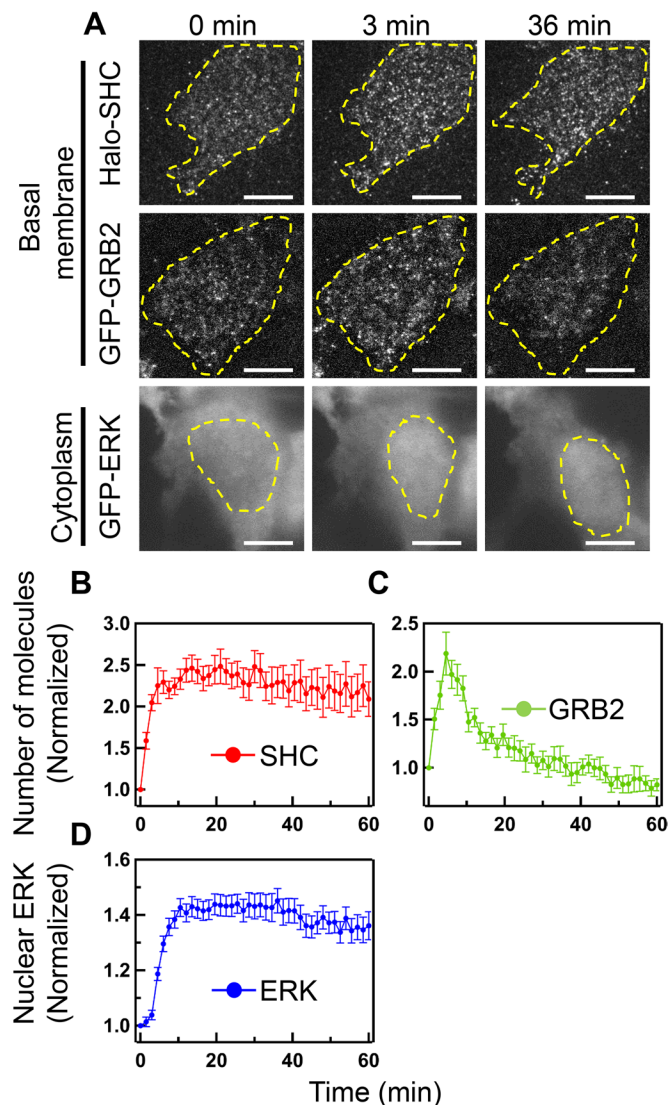 A
0 min
3 min
36 min
Basal
membrane
Halo-SHC
GFP-GRB2
Cytoplasm
GFP-ERK
B
Number of molecules
(Normalized)
3.0
2.5
2.0
1.5
1.0
0
20
40
60
SHC
C
2.5
2.0
1.5
1.0
0
20
40
60
GRB2
D
Nuclear ERK
(Normalized)
1.6
1.4
1.2
1.0
0
20
40
60
ERK
Time (min)